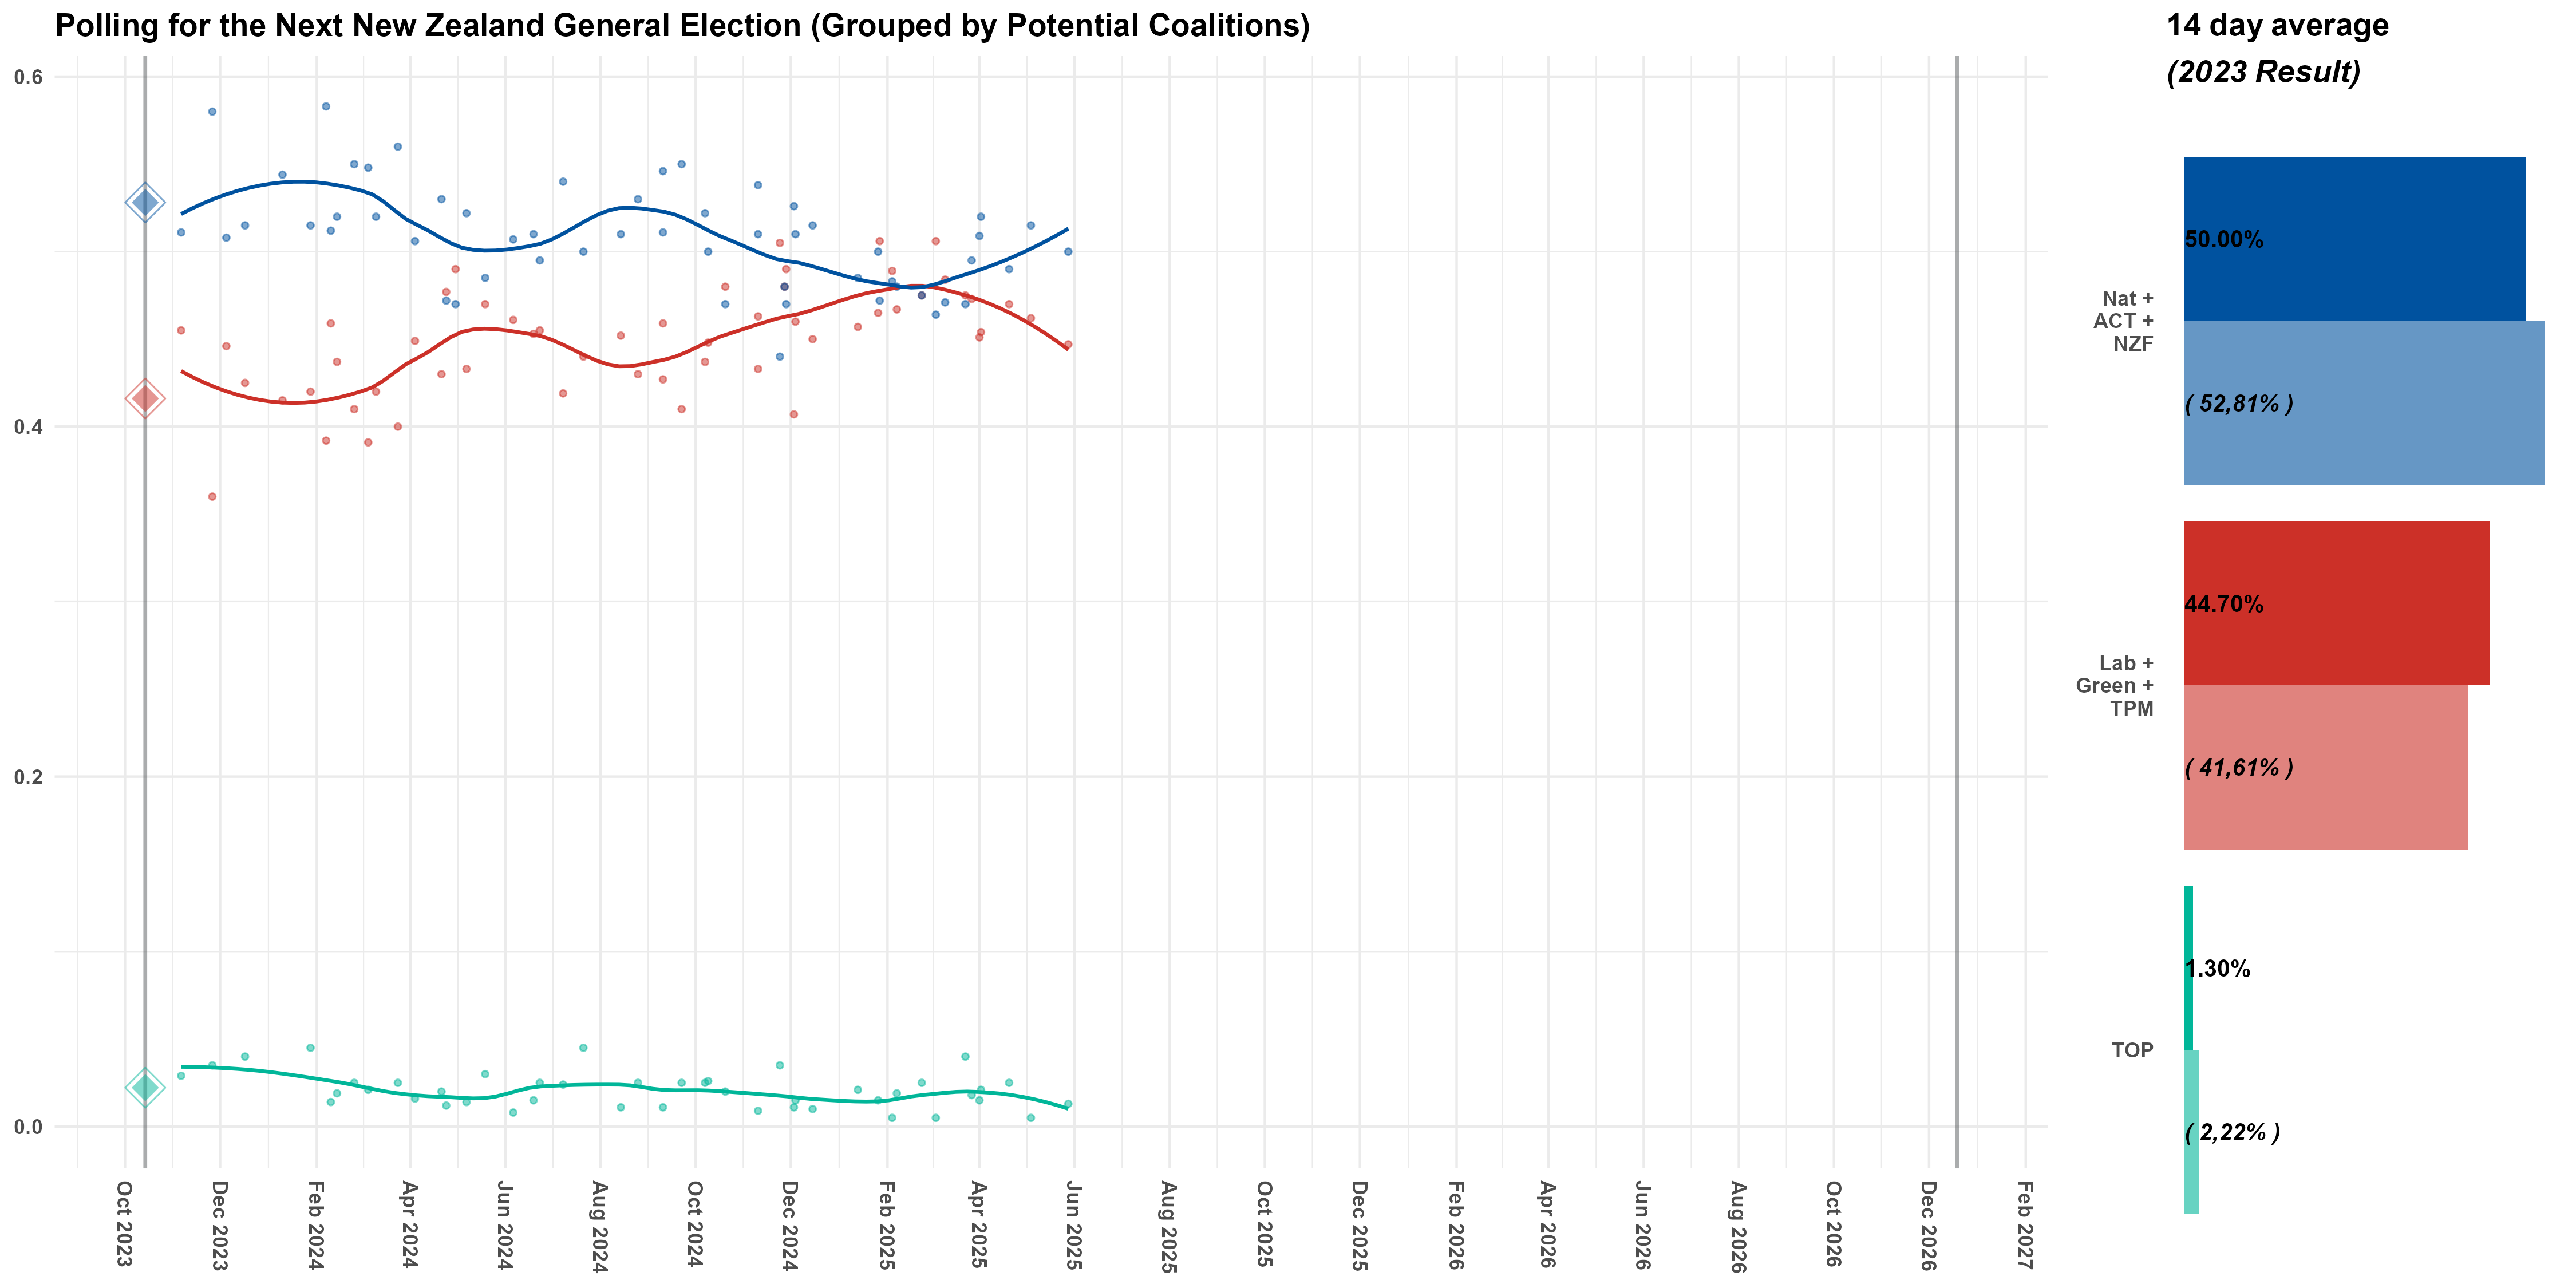 Polling for the Next New Zealand General Election (Grouped by Potential Coalitions)
0.6
0.4
0.2
0.0
Oct 2023
Dec 2023
Feb 2024
Apr 2024
Jun 2024
Aug 2024
Oct 2024
Dec 2024
Feb 2025
Apr 2025
Jun 2025
Aug 2025
Oct 2025
Dec 2025
Feb 2026
Apr 2026
Jun 2026
Aug 2026
Oct 2026
Dec 2026
Feb 2027
14 day average
(2023 Result)
Nat +
ACT +
NZF
50.00%
( 52,81% )
Lab +
Green +
TPM
44.70%
( 41,61% )
TOP
1.30%
( 2,22% )